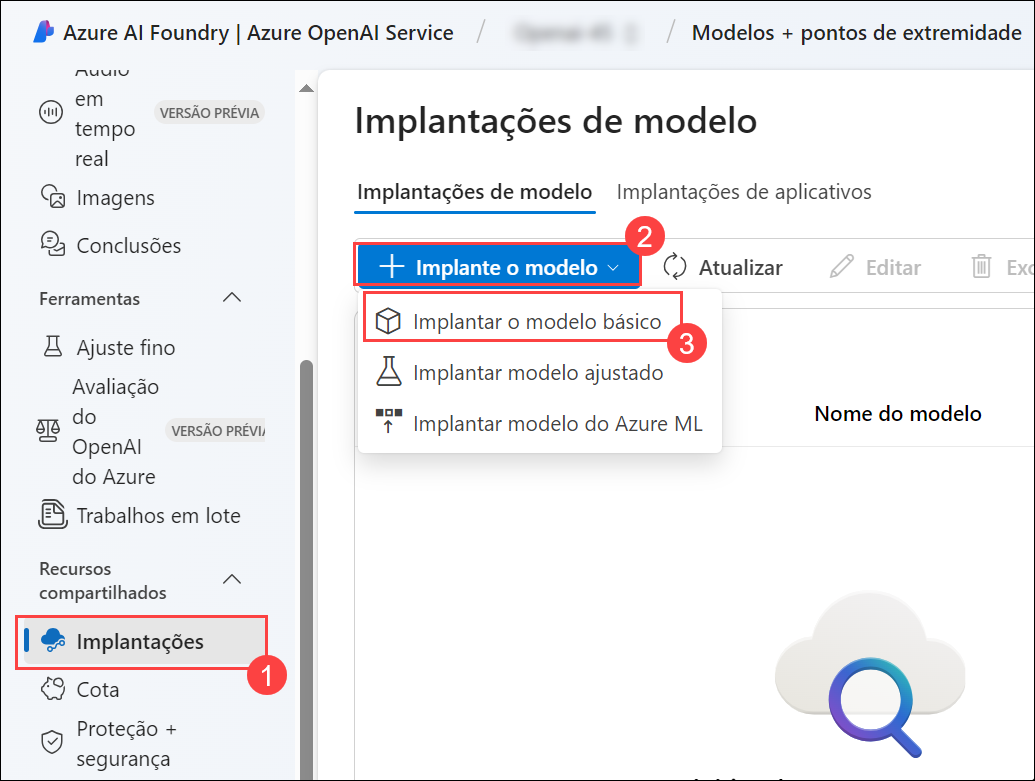 Azure AI Foundry | Azure OpenAI Service / / Modelos + pontos de extremidade
Áudio
em
tempo
real
VERSÃO PRÉVIA
Imagens
Conclusões
Ferramentas
Ajuste fino
Avaliação
do
OpenAI
do Azure
VERSÃO PRÉVIA
Trabalhos em lote
Recursos
compartilhados
Implantações
1
Cota
Proteção +
segurança
Implantações de modelo
Implantações de modelo Implantações de aplicativos
2
Implante o modelo Atualizar Editar Exc
Implantar o modelo básico
3
Implantar modelo ajustado
Implantar modelo do Azure ML
Nome do modelo